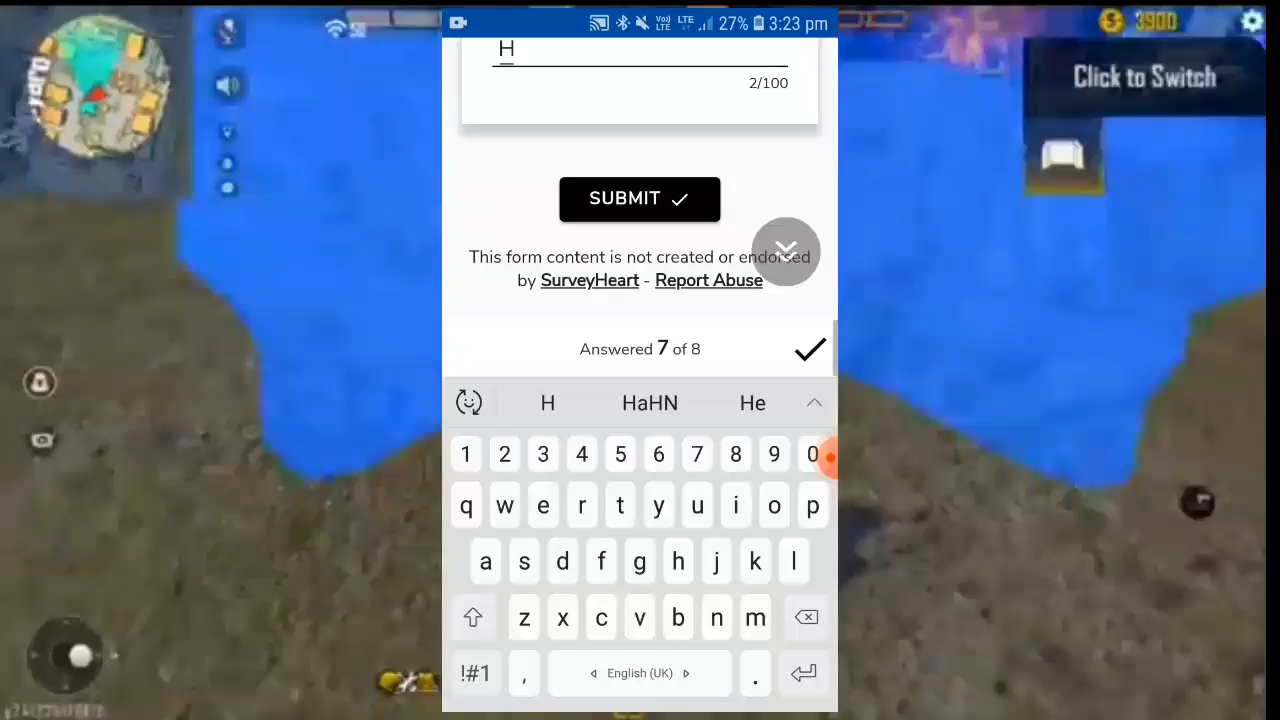 3900
Click to Switch
VoLTE LTE 27% 3:23 pm
H
2/100
SUBMIT
This form content is not created or endorsed
by SurveyHeart - Report Abuse
Answered 7 of 8
H HaHN He
1 2 3 4 5 6 7 8 9 0
q w e r t y u i o p
a s d f g h j k l
z x c v b n m
!#1 , English (UK) .